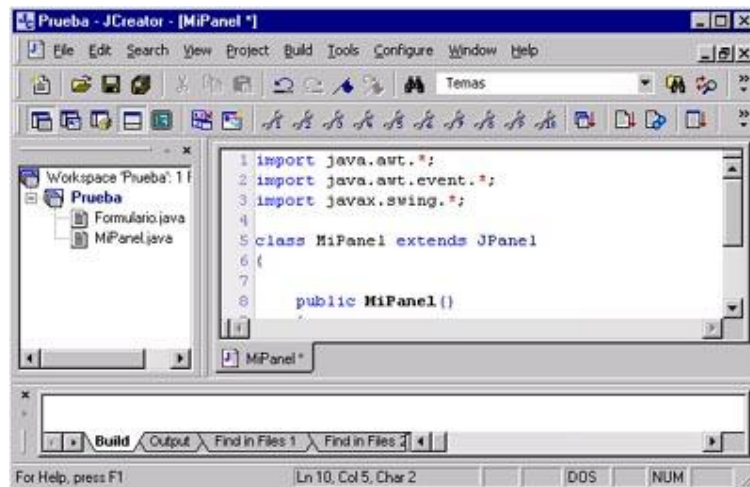 Prueba - JCreator - [MiPanel *]
File Edit Search View Project Build Tools Configure Window Help
Temas
Workspace 'Prueba': 1 F
Prueba
Formulario.java
MiPanel.java
1 import java.awt.*;
2 import java.awt.event.*;
3 import javax.swing.*;
4
5 class MiPanel extends JPanel
6 {
7
8 public MiPanel()
MiPanel *
Build Output Find in Files 1 Find in Files 2
For Help, press F1 Ln 10, Col 5, Char 2 DOS NUM